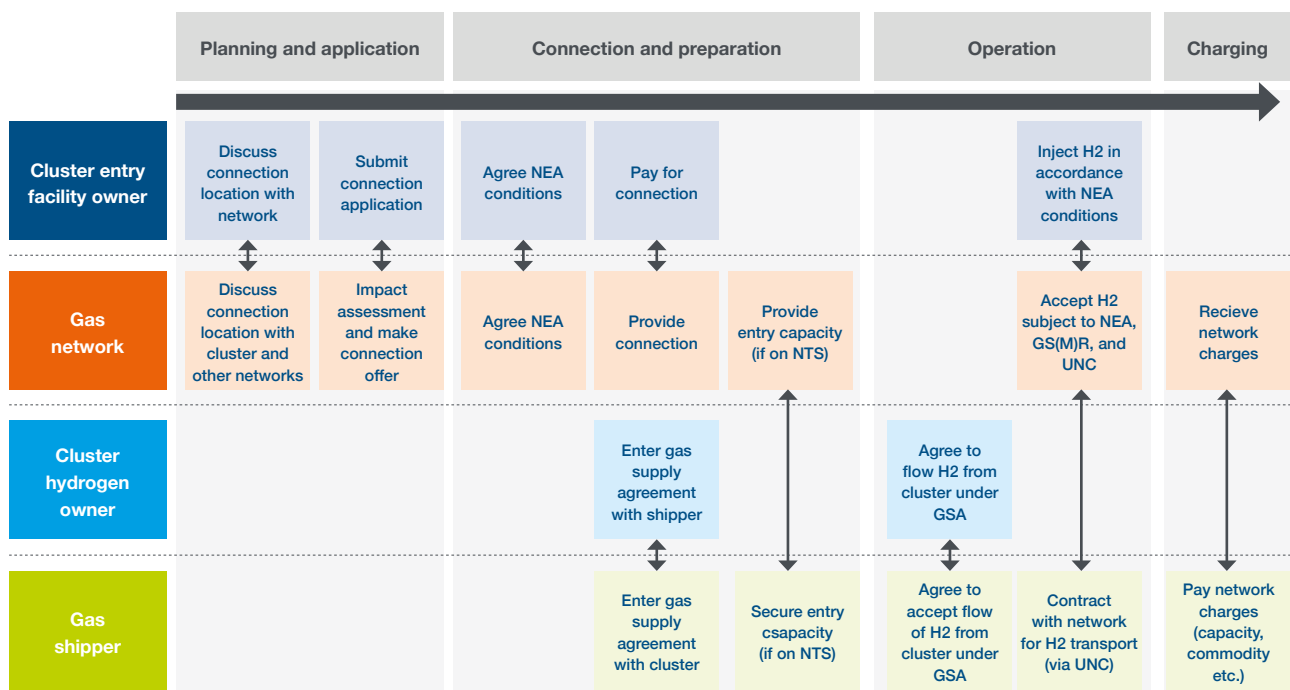 Planning and application
Connection and preparation
Operation
Charging
Cluster entry
facility owner
Discuss
connection
location with
network
Submit
connection
application
Agree NEA
conditions
Pay for
connection
Inject H2 in
accordance
with NEA
conditions
Gas
network
Discuss
connection
location with
cluster and
other networks
Impact
assessment
and make
connection
offer
Agree NEA
conditions
Provide
connection
Provide
entry capacity
(if on NTS)
Accept H2
subject to NEA,
GS(M)R, and
UNC
Recieve
network
charges
Cluster
hydrogen
owner
Enter gas
supply
agreement
with shipper
Agree to
flow H2 from
cluster under
GSA
Gas
shipper
Enter gas
supply
agreement
with cluster
Secure entry
csapacity
(if on NTS)
Agree to
accept flow
of H2 from
cluster under
GSA
Contract
with network
for H2 transport
(via UNC)
Pay network
charges
(capacity,
commodity
etc.)